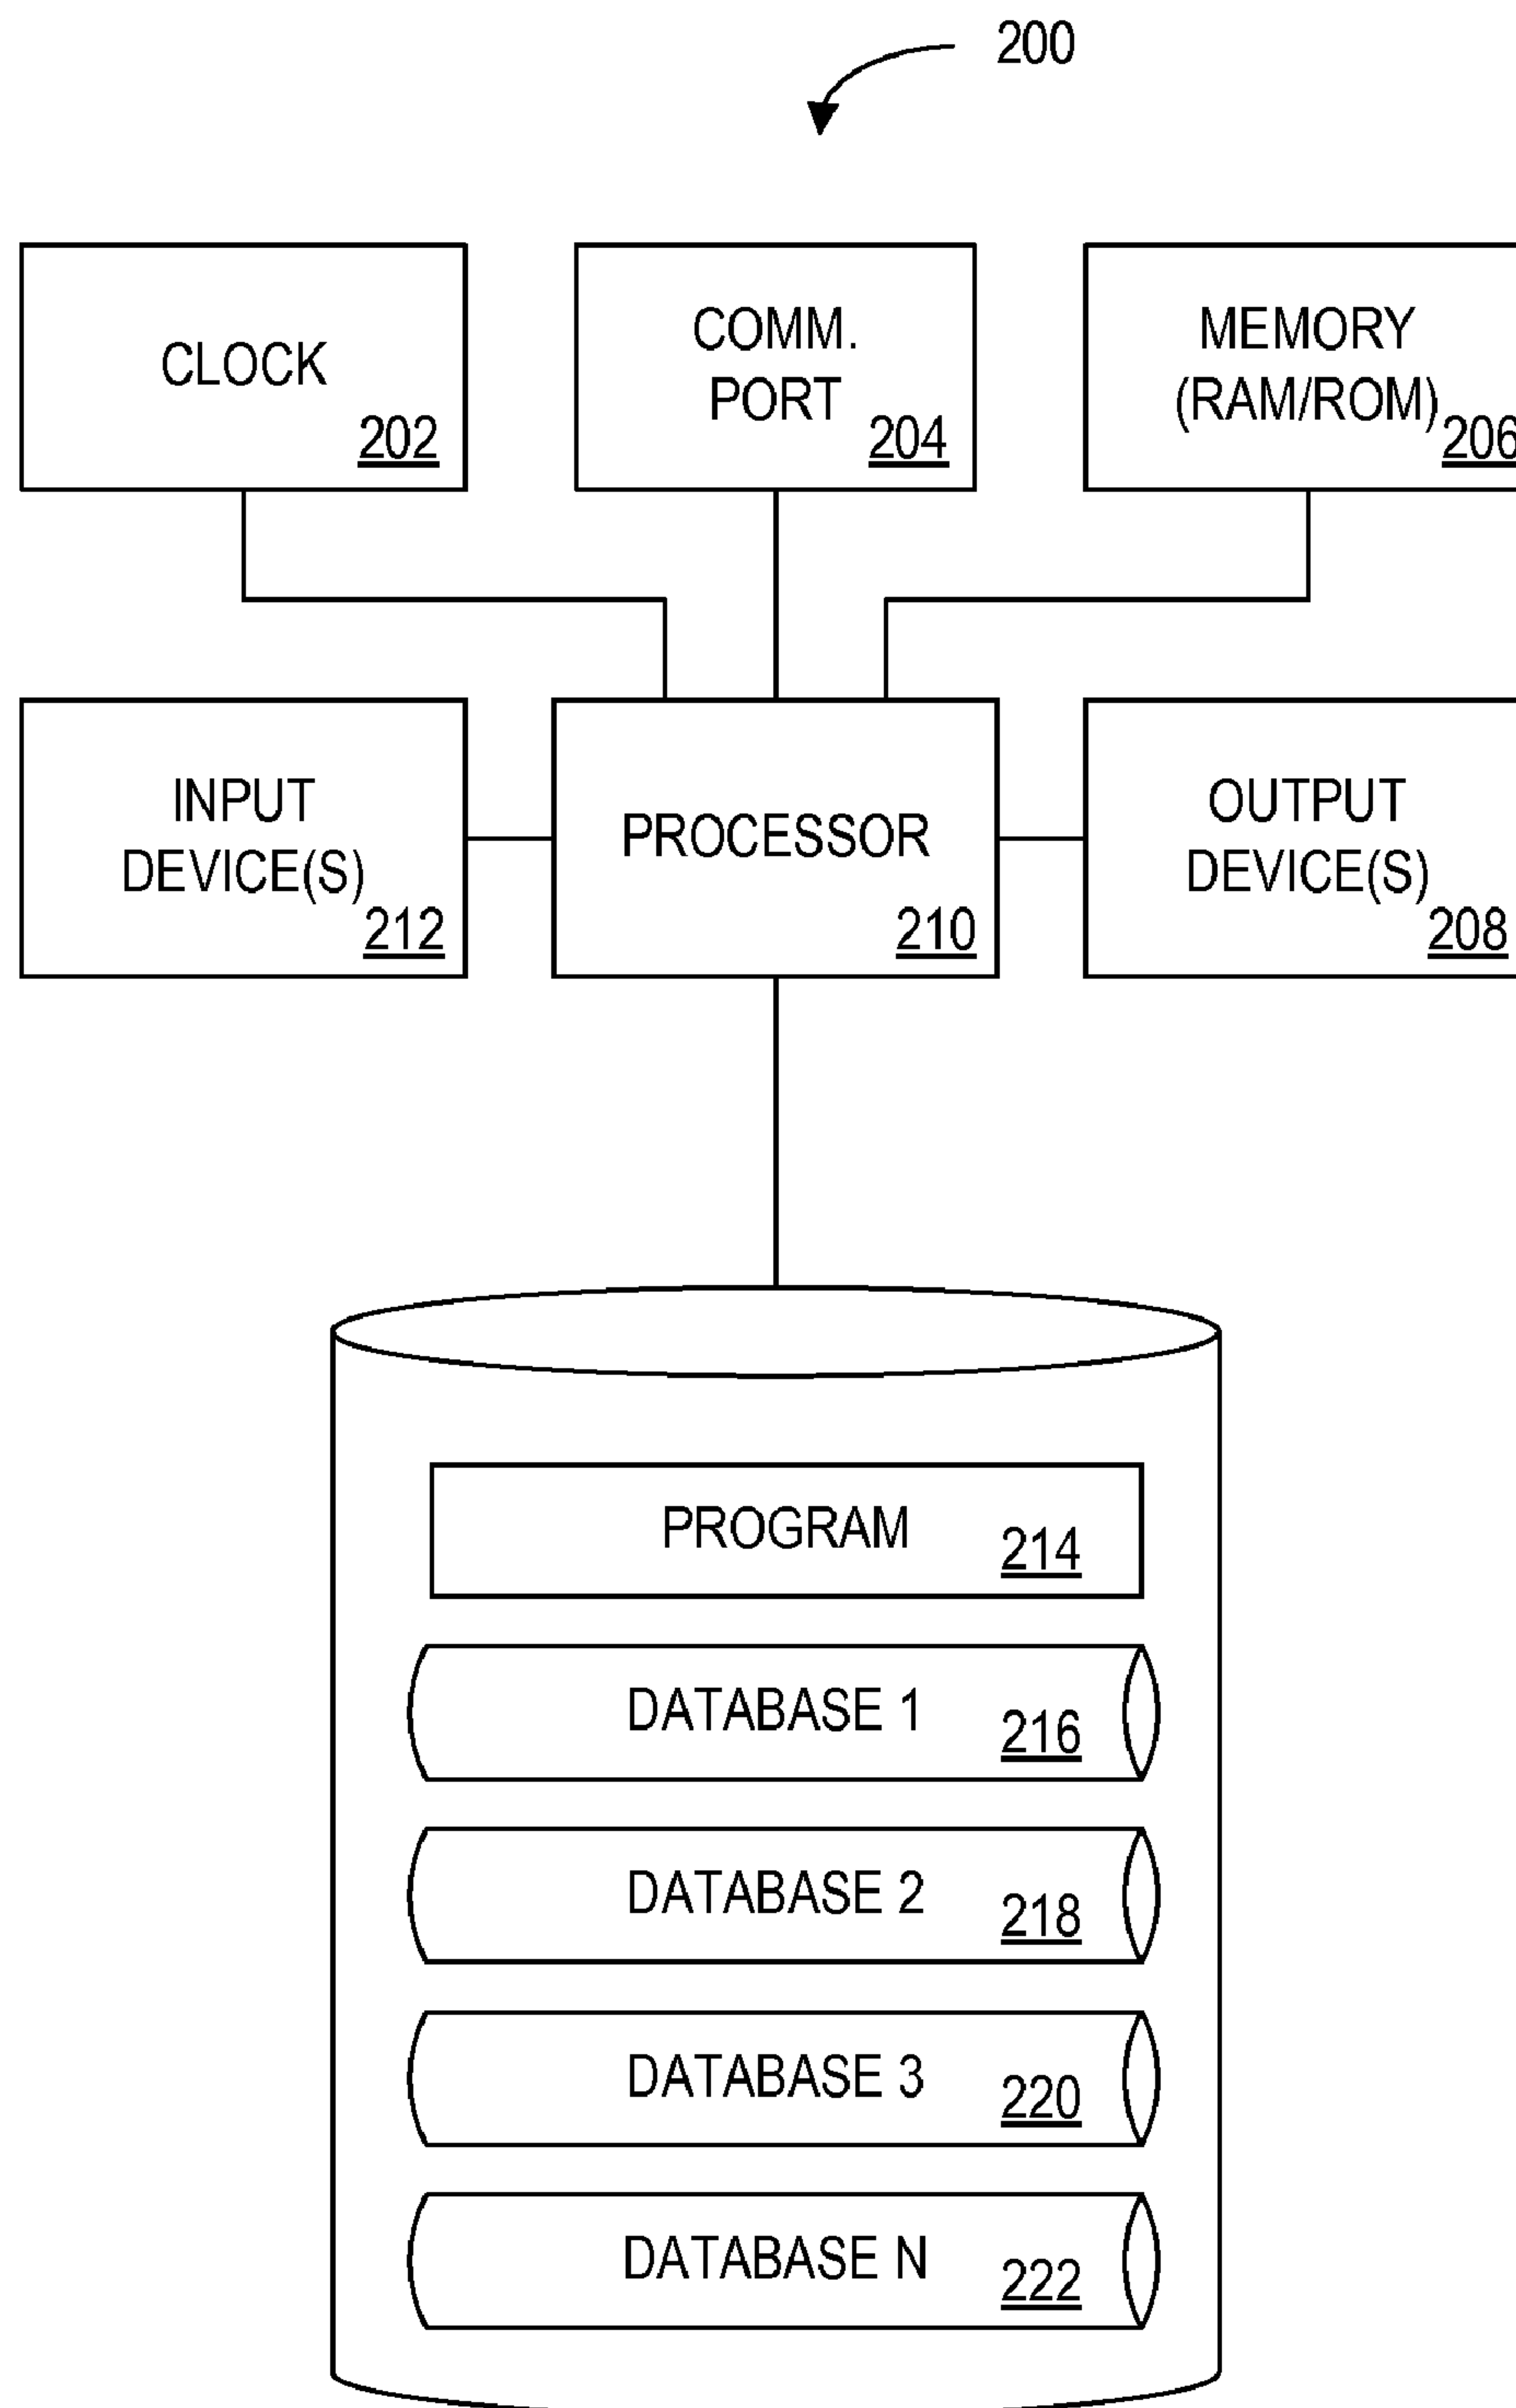 200
CLOCK
202
COMM.
PORT
204
MEMORY
(RAM/ROM)
206
INPUT
DEVICE(S)
212
PROCESSOR
210
OUTPUT
DEVICE(S)
208
PROGRAM
214
DATABASE 1
216
DATABASE 2
218
DATABASE 3
220
DATABASE N
222